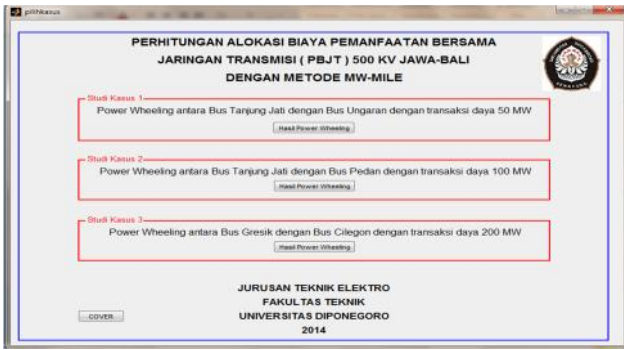 pilihkasus
PERHITUNGAN ALOKASI BIAYA PEMANFAATAN BERSAMA
JARINGAN TRANSMISI ( PBJT ) 500 KV JAWA-BALI
DENGAN METODE MW-MILE
Studi Kasus 1
Power Wheeling antara Bus Tanjung Jati dengan Bus Ungaran dengan transaksi daya 50 MW
Hasil Power Wheeling
Studi Kasus 2
Power Wheeling antara Bus Tanjung Jati dengan Bus Pedan dengan transaksi daya 100 MW
Hasil Power Wheeling
Studi Kasus 3
Power Wheeling antara Bus Gresik dengan Bus Cilegon dengan transaksi daya 200 MW
Hasil Power Wheeling
JURUSAN TEKNIK ELEKTRO
FAKULTAS TEKNIK
COVER
UNIVERSITAS DIPONEGORO
2014